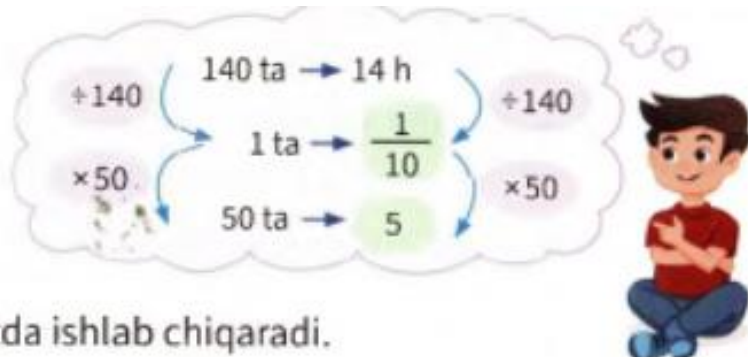 140 ta → 14 h
÷140
÷140
1 ta → 1/10
×50
×50
50 ta → 5
da ishlab chiqaradi.